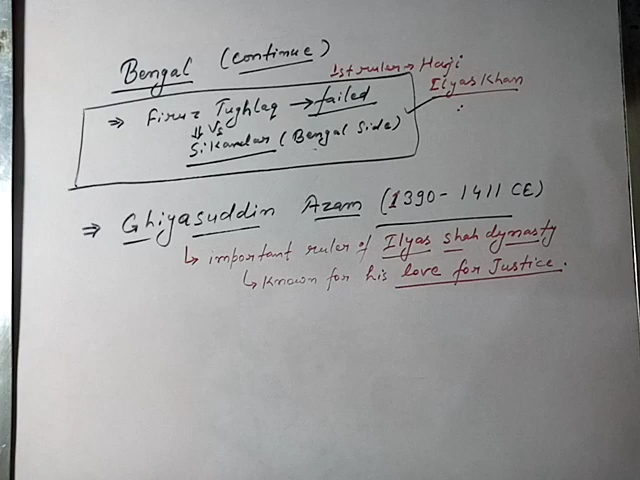 Bengal (continue)
1st ruler → Harji
Ilyas Khan
⇒ Firuz Tughlaq → failed
⇓ Vs
Sikandar (Bengal Side)
⇒ Ghiyasuddin Azam (1390 - 1411 CE)
↳ important ruler of Ilyas shah dynasty
↳ Known for his love for Justice.